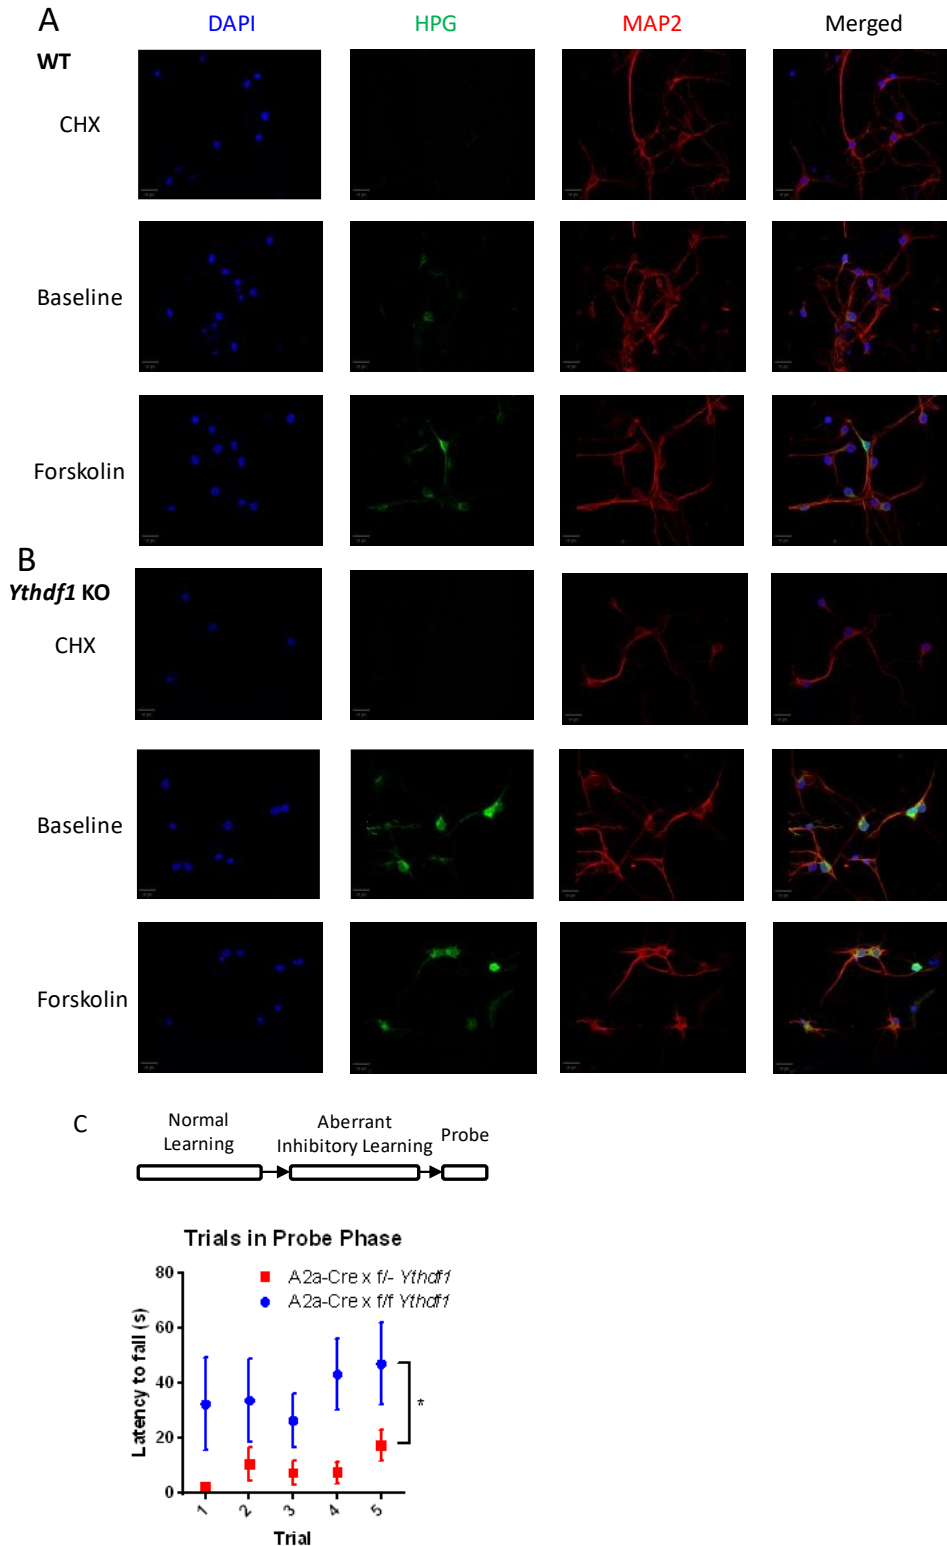 A
DAPI HPG MAP2 Merged
WT
CHX
Baseline
Forskolin
B
Ythdf1 KO
CHX
Baseline
Forskolin
C
Normal
Learning
Aberrant
Inhibitory Learning
Probe
Trials in Probe Phase
A2a-Cre x f/- Ythdf1
A2a-Cre x f/f Ythdf1
Latency to fall (s)
80
60
40
20
0
*
1 2 3 4 5
Trial